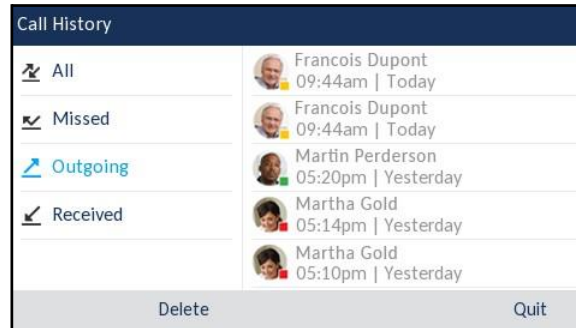 Call History
All
Missed
Outgoing
Received
Francois Dupont
09:44am | Today
Francois Dupont
09:44am | Today
Martin Perderson
05:20pm | Yesterday
Martha Gold
05:14pm | Yesterday
Martha Gold
05:10pm | Yesterday
Delete
Quit